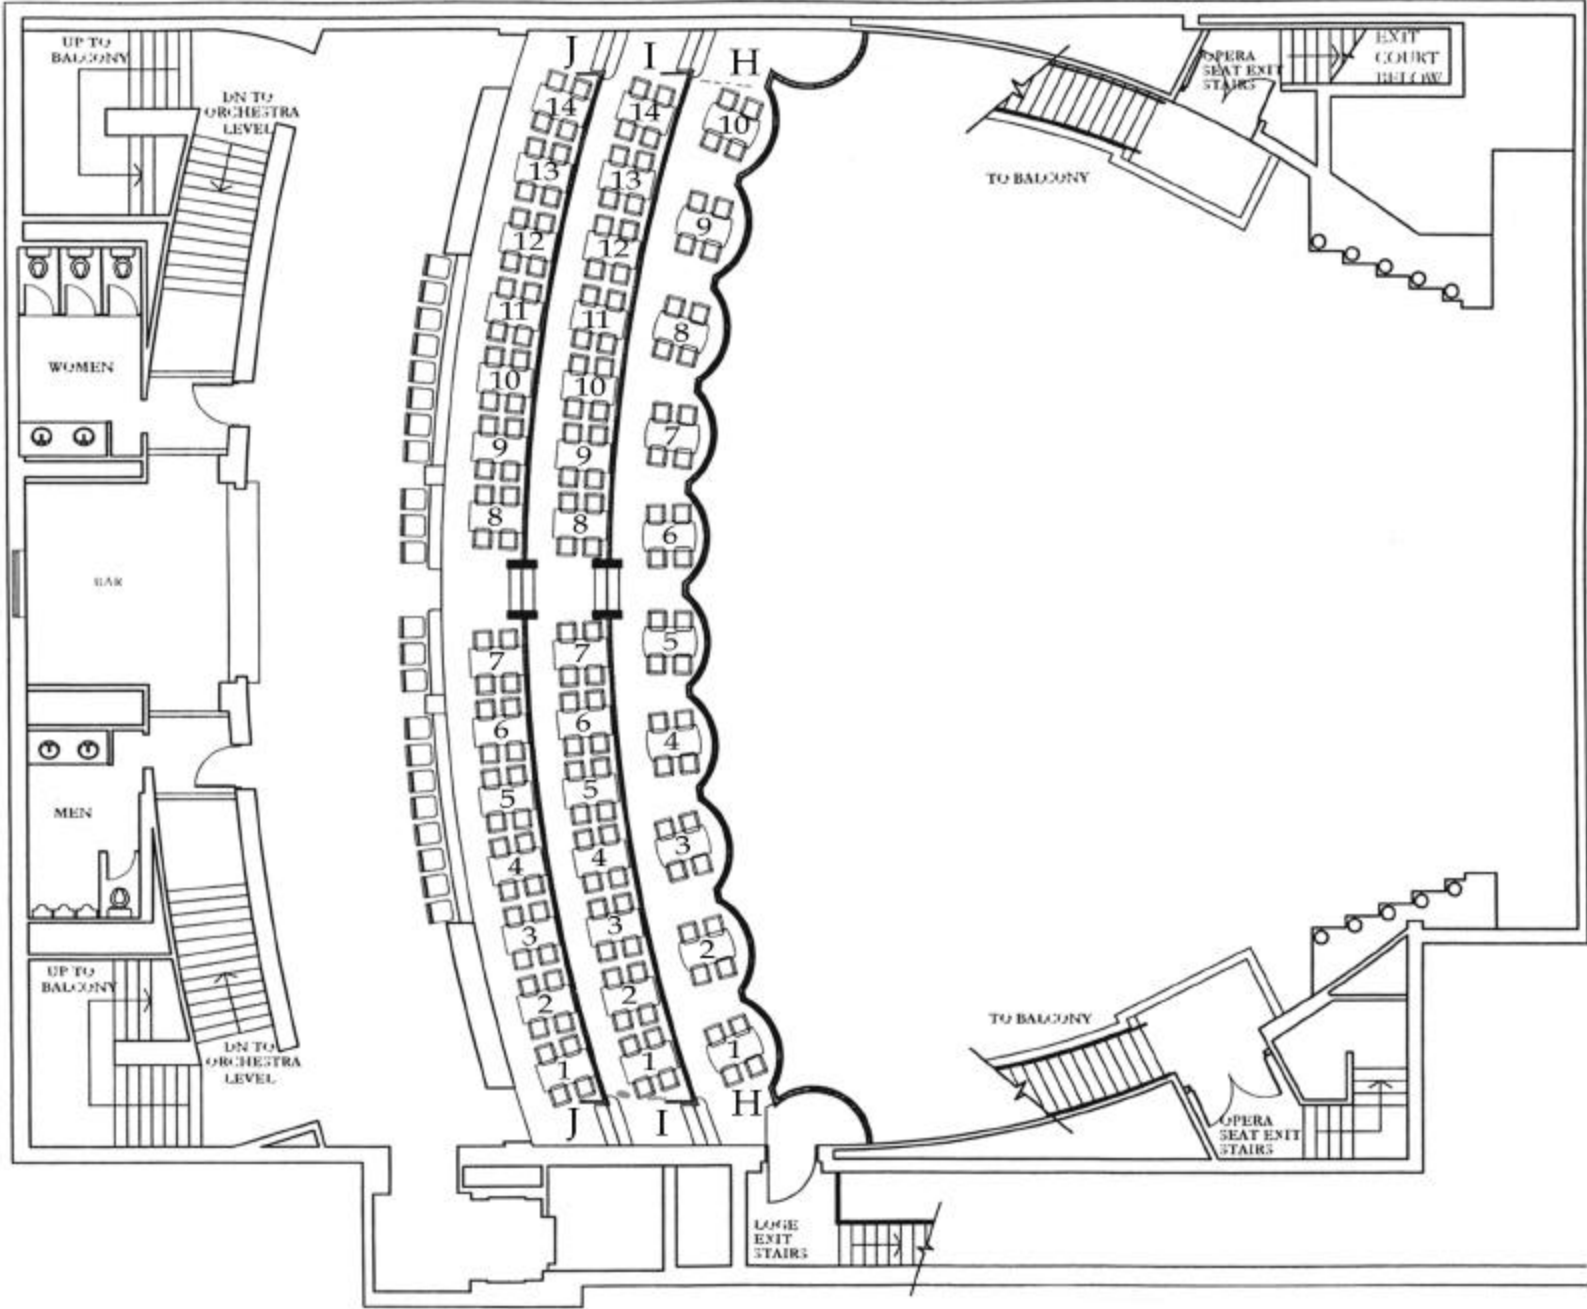 UP TO
BALCONY
DN TO
ORCHESTRA
LEVEL
J
I
H
OPERA
SEAT EXIT
STAIRS
EXIT
COURT
BELOW
TO BALCONY
14
14
10
13
13
9
12
12
8
11
11
7
10
10
6
9
9
8
8
WOMEN
BAR
5
7
7
4
6
6
3
5
5
2
4
4
1
3
3
2
2
1
1
MEN
UP TO
BALCONY
DN TO
ORCHESTRA
LEVEL
J
I
H
TO BALCONY
OPERA
SEAT EXIT
STAIRS
LOGE
EXIT
STAIRS